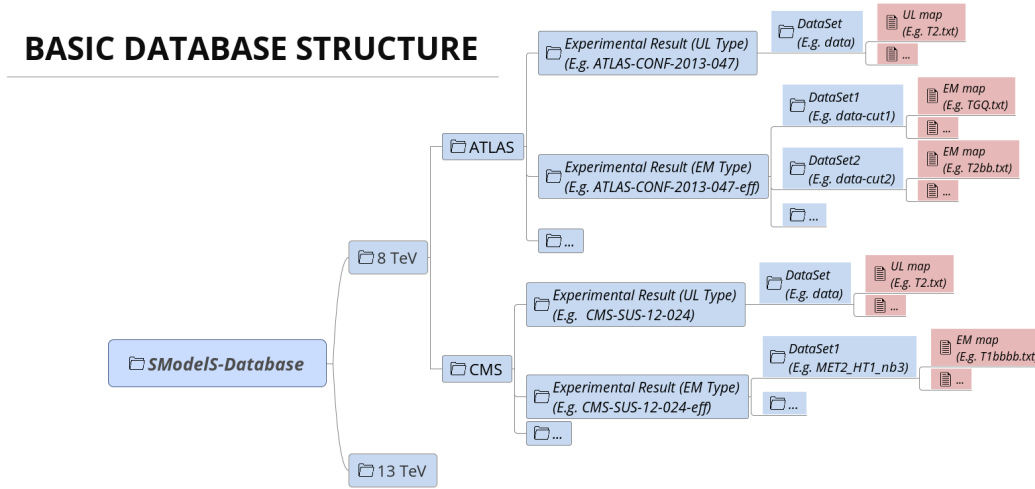 BASIC DATABASE STRUCTURE
SModelS-Database
8 TeV
ATLAS
Experimental Result (UL Type)
(E.g. ATLAS-CONF-2013-047)
DataSet
(E.g. data)
UL map
(E.g. T2.txt)
...
Experimental Result (EM Type)
(E.g. ATLAS-CONF-2013-047-eff)
DataSet1
(E.g. data-cut1)
EM map
(E.g. TGQ.txt)
...
DataSet2
(E.g. data-cut2)
EM map
(E.g. T2bb.txt)
...
...
...
CMS
Experimental Result (UL Type)
(E.g. CMS-SUS-12-024)
DataSet
(E.g. data)
UL map
(E.g. T2.txt)
...
Experimental Result (EM Type)
(E.g. CMS-SUS-12-024-eff)
DataSet1
(E.g. MET2_HT1_nb3)
EM map
(E.g. T1bbbb.txt
...
...
...
13 TeV